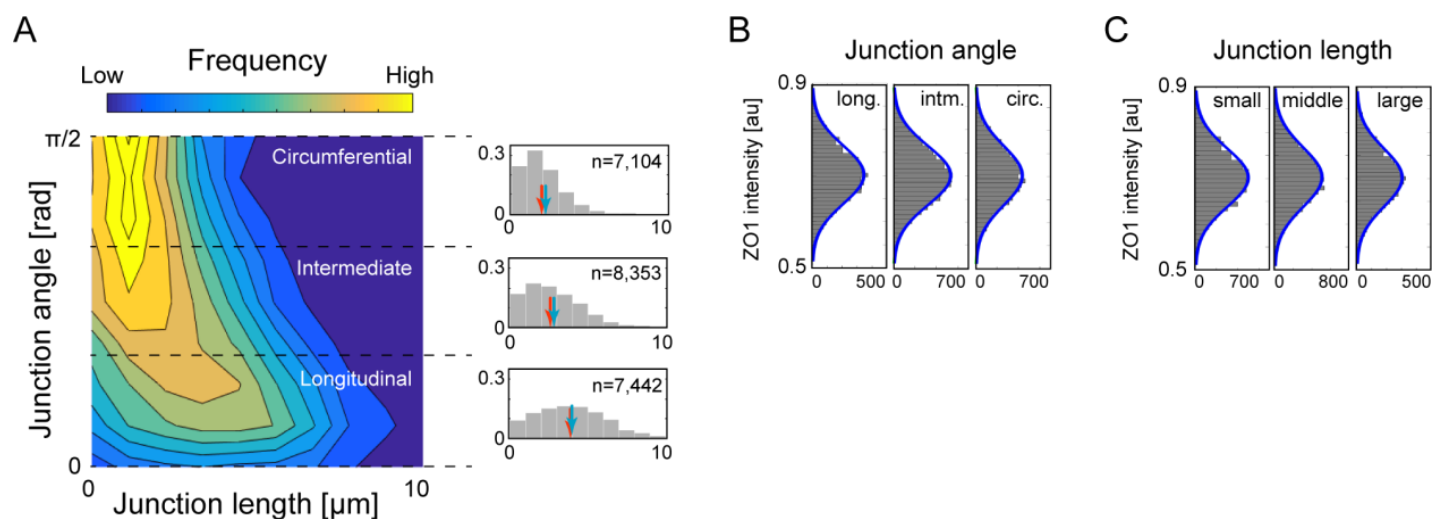 A
Frequency
Low
High
π/2
Circumferential
Intermediate
Longitudinal
0
Junction angle [rad]
0
10
Junction length [μm]
0.3
n=7,104
0
0
10
0.3
n=8,353
0
0
10
0.3
n=7,442
0
0
10
B
Junction angle
0.9
long.
intm.
circ.
ZO1 intensity [au]
0.5
0
500
0
700
0
700
C
Junction length
0.9
small
middle
large
ZO1 intensity [au]
0.5
0
700
0
800
0
500